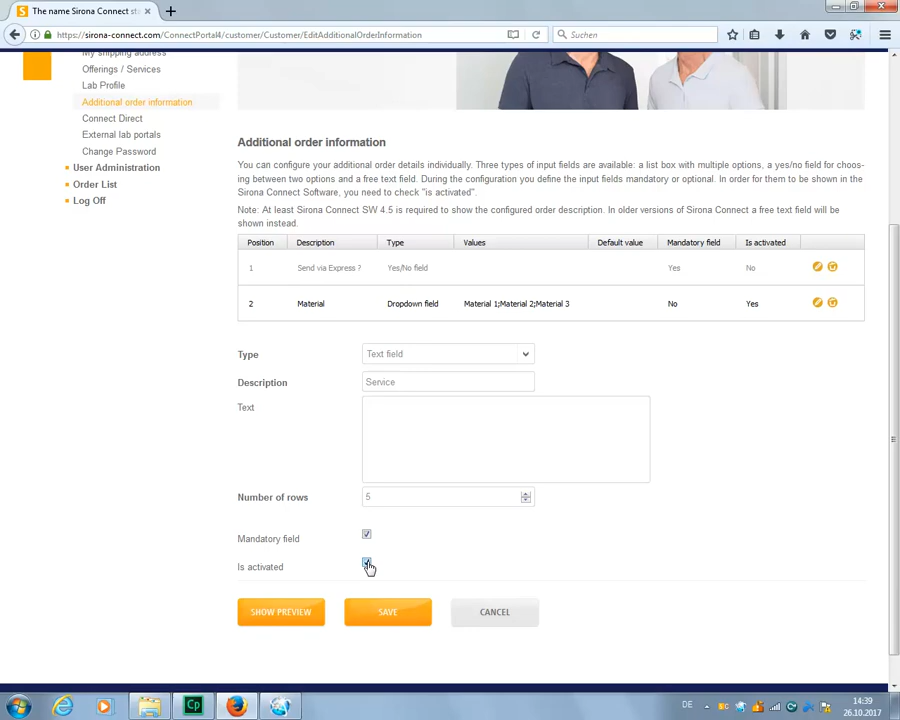 The name Sirona Connect st
https://sirona-connect.com/ConnectPortal4/customer/Customer/EditAdditionalOrderInformation
Suchen
My shipping address
Offerings / Services
Lab Profile
Additional order information
Connect Direct
External lab portals
Change Password
User Administration
Order List
Log Off
Additional order information
You can configure your additional order details individually. Three types of input fields are available: a list box with multiple options, a yes/no field for choos-
ing between two options and a free text field. During the configuration you define the input fields mandatory or optional. In order for them to be shown in the
Sirona Connect Software, you need to check "is activated".
Note: At least Sirona Connect SW 4.5 is required to show the configured order description. In older versions of Sirona Connect a free text field will be
shown instead.
Position Description Type Values Default value Mandatory field Is activated
1 Send via Express ? Yes/No field Yes No
2 Material Dropdown field Material 1;Material 2;Material 3 No Yes
Type Text field
Description Service
Text
Number of rows 5
Mandatory field
Is activated
SHOW PREVIEW SAVE CANCEL
DE
14:39
26.10.2017